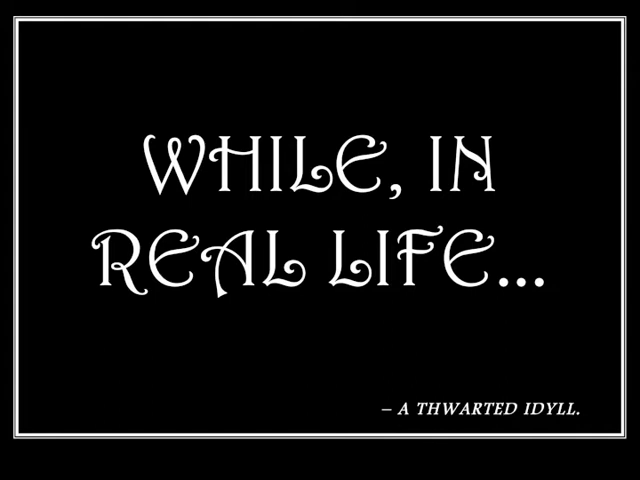 WHILE, IN
REAL LIFE...
– A THWARTED IDYLL.